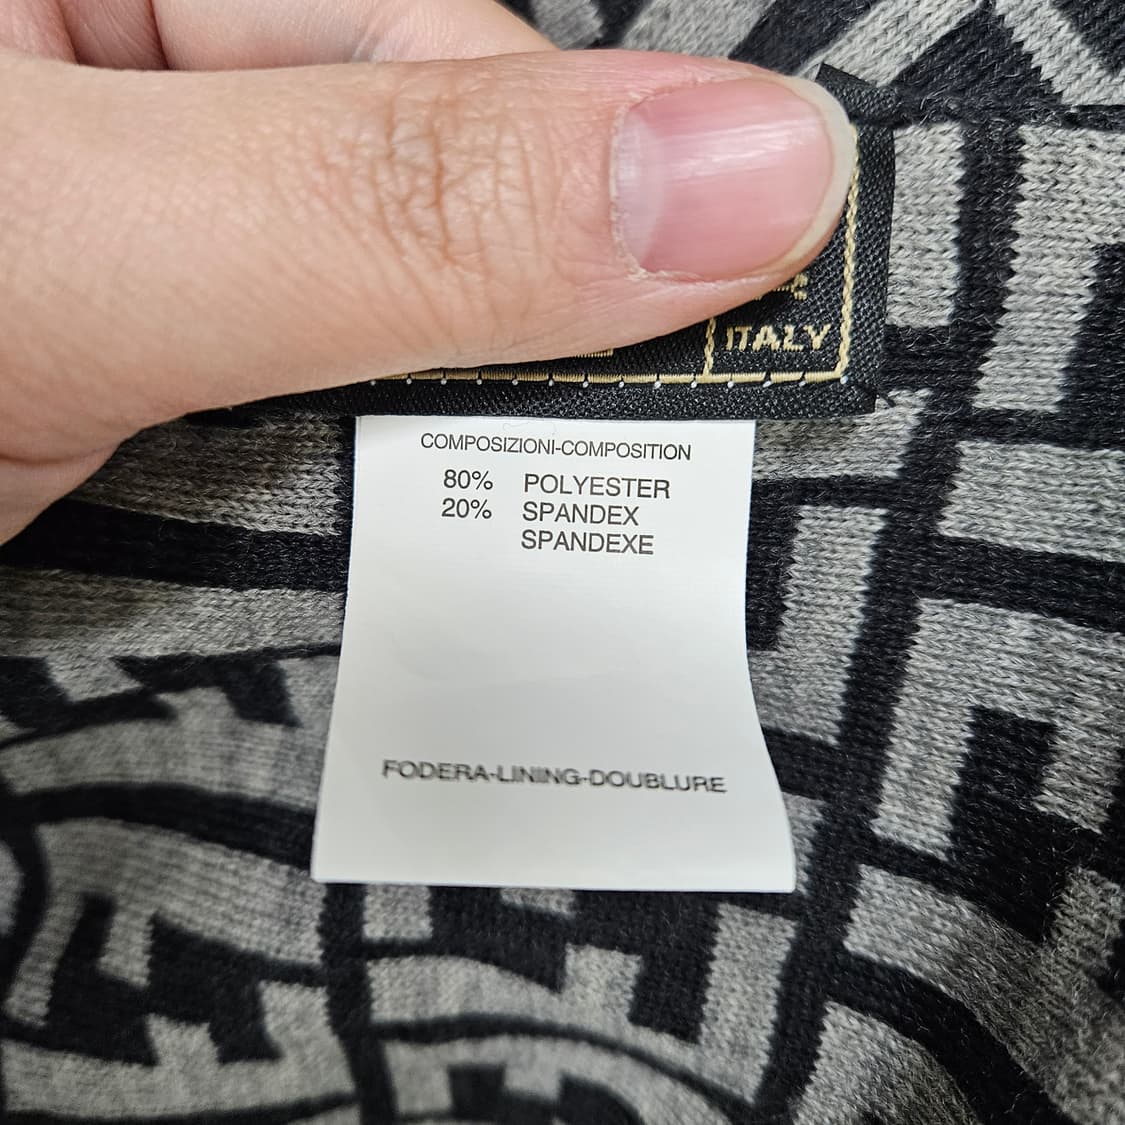 ITALY
COMPOSIZIONI-COMPOSITION
80% POLYESTER
20% SPANDEX
SPANDEXE
FODERA-LINING-DOUBLURE